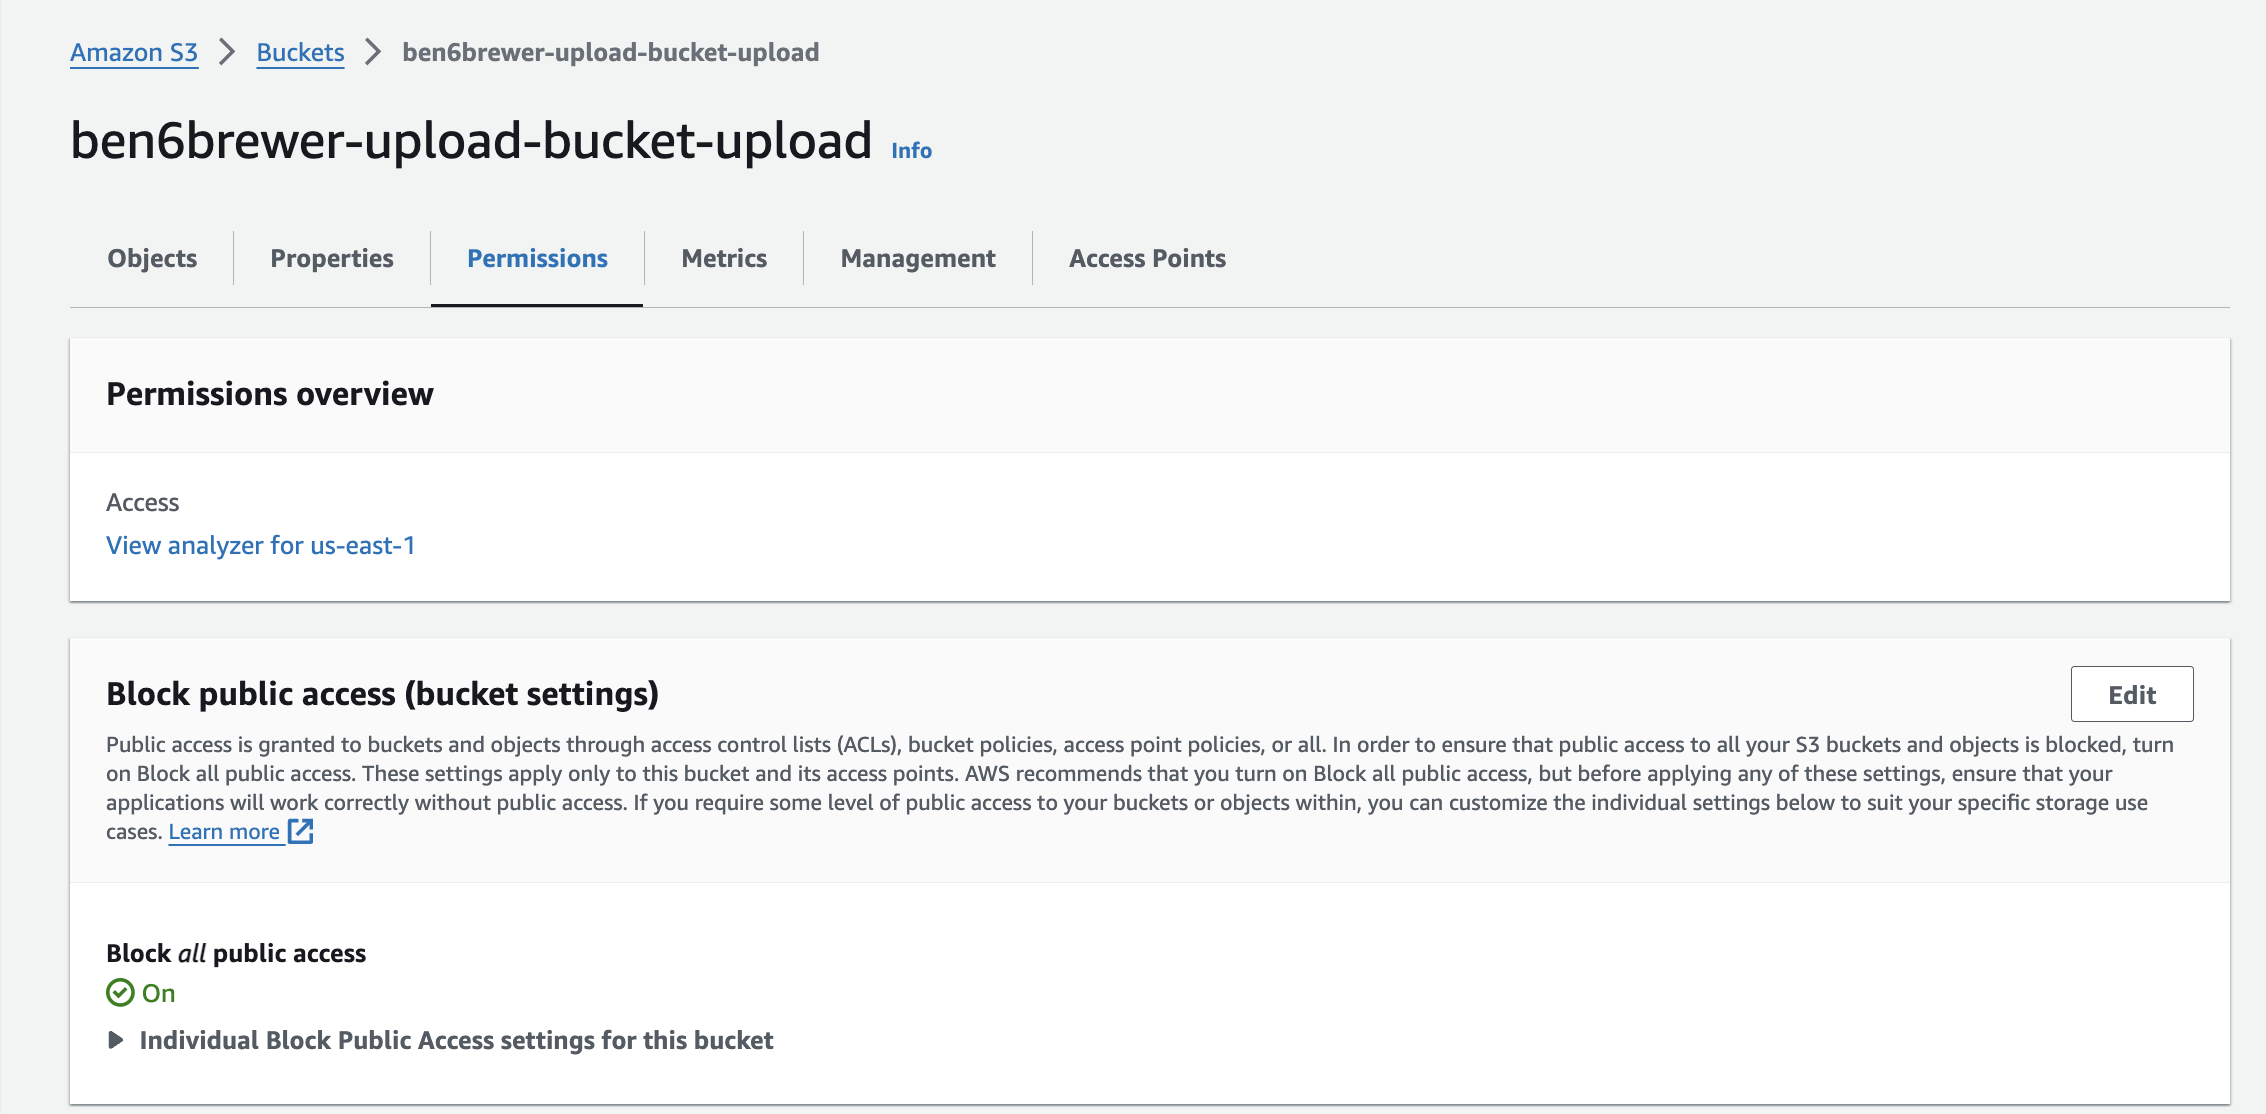 Amazon S3 > Buckets > ben6brewer-upload-bucket-upload
ben6brewer-upload-bucket-upload Info
Objects Properties Permissions Metrics Management Access Points
Permissions overview
Access
View analyzer for us-east-1
Block public access (bucket settings)
Edit
Public access is granted to buckets and objects through access control lists (ACLs), bucket policies, access point policies, or all. In order to ensure that public access to all your S3 buckets and objects is blocked, turn
on Block all public access. These settings apply only to this bucket and its access points. AWS recommends that you turn on Block all public access, but before applying any of these settings, ensure that your
applications will work correctly without public access. If you require some level of public access to your buckets or objects within, you can customize the individual settings below to suit your specific storage use
cases. Learn more
Block all public access
On
Individual Block Public Access settings for this bucket